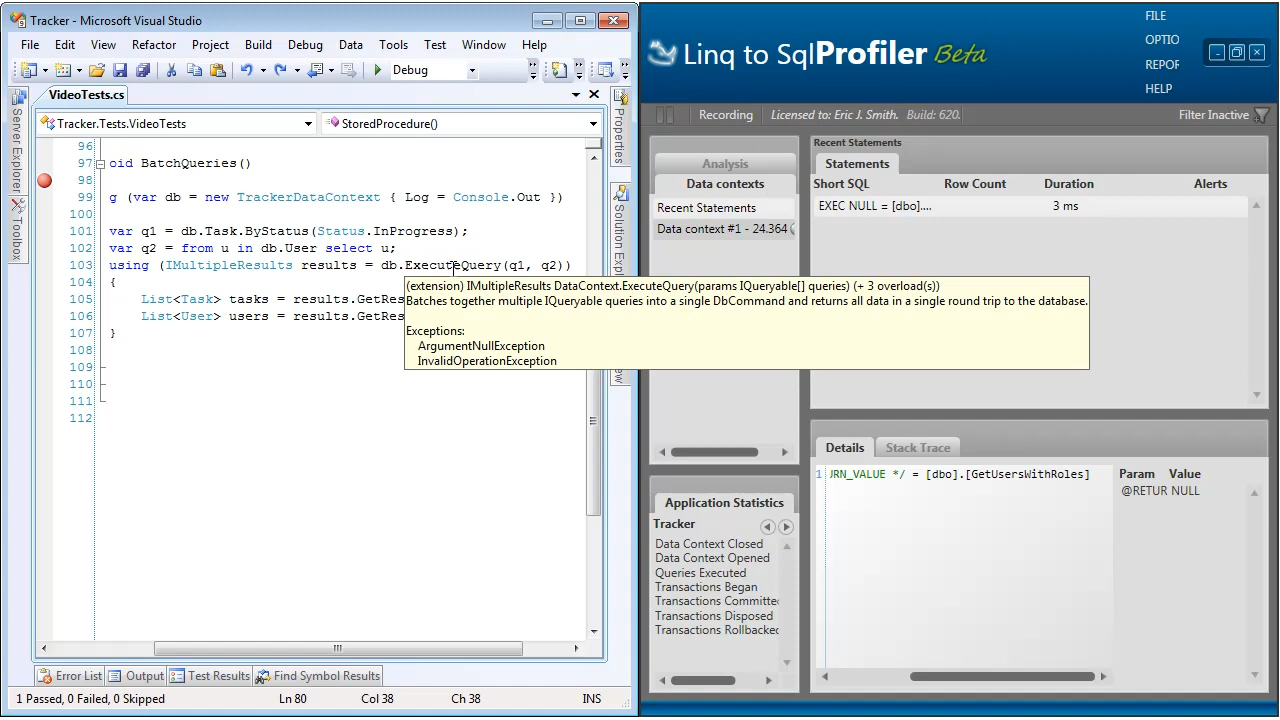 Tracker - Microsoft Visual Studio
File Edit View Refactor Project Build Debug Data Tools Test Window Help
Debug
VideoTests.cs
Tracker.Tests.VideoTests StoredProcedure()
Server Explorer
Toolbox
Properties
Solution Expl
96
97 oid BatchQueries()
98
99 g (var db = new TrackerDataContext { Log = Console.Out })
100
101 var q1 = db.Task.ByStatus(Status.InProgress);
102 var q2 = from u in db.User select u;
103 using (IMultipleResults results = db.ExecuteQuery(q1, q2))
104 {
105 List<Task> tasks = results.GetRes
106 List<User> users = results.GetRes
107 }
108
109
110
111
112
(extension) IMultipleResults DataContext.ExecuteQuery(params IQueryable[] queries) (+ 3 overload(s))
Batches together multiple IQueryable queries into a single DbCommand and returns all data in a single round trip to the database.
Exceptions:
ArgumentNullException
InvalidOperationException
Error List Output Test Results Find Symbol Results
1 Passed, 0 Failed, 0 Skipped Ln 80 Col 38 Ch 38 INS
Linq to SqlProfiler Beta
FILE
OPTIO
REPOR
HELP
Recording Licensed to: Eric J. Smith. Build: 620. Filter Inactive
Analysis
Data contexts
Recent Statements
Data context #1 - 24.364
Recent Statements
Statements
Short SQL Row Count Duration Alerts
EXEC NULL = [dbo].... 3 ms
Application Statistics
Tracker
Data Context Closed
Data Context Opened
Queries Executed
Transactions Began
Transactions Committe
Transactions Disposed
Transactions Rollbacked
Details Stack Trace
1 JRN_VALUE */ = [dbo].[GetUsersWithRoles]
Param Value
@RETUR NULL